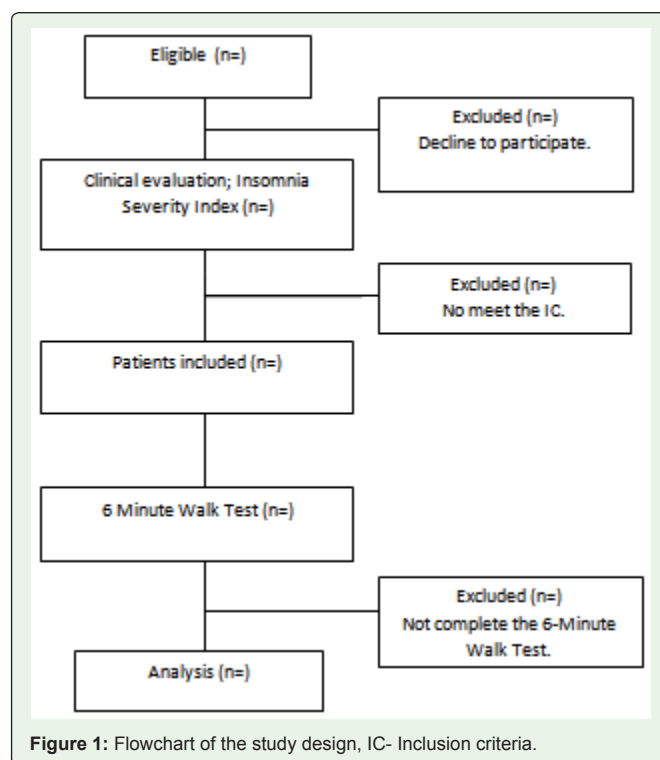 Eligible (n=)
Excluded (n=)
Decline to participate.
Clinical evaluation; Insomnia
Severity Index (n=)
Excluded (n=)
No meet the IC.
Patients included (n=)
6 Minute Walk Test (n=)
Excluded (n=)
Not complete the 6-Minute
Walk Test.
Analysis (n=)
Figure 1: Flowchart of the study design, IC- Inclusion criteria.